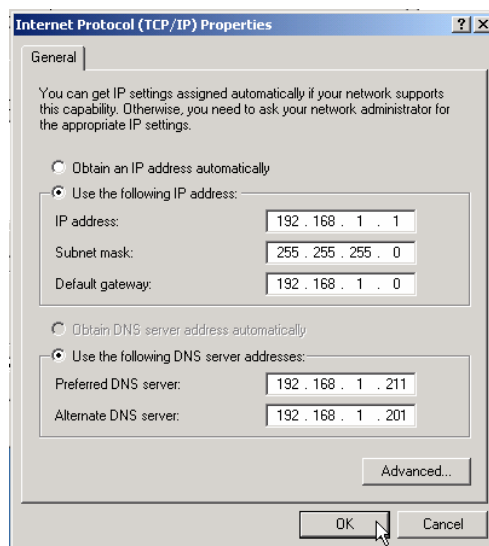 Internet Protocol (TCP/IP) Properties
General
You can get IP settings assigned automatically if your network supports
this capability. Otherwise, you need to ask your network administrator for
the appropriate IP settings.
Obtain an IP address automatically
Use the following IP address:
IP address: 192 . 168 . 1 . 1
Subnet mask: 255 . 255 . 255 . 0
Default gateway: 192 . 168 . 1 . 0
Obtain DNS server address automatically
Use the following DNS server addresses:
Preferred DNS server: 192 . 168 . 1 . 211
Alternate DNS server: 192 . 168 . 1 . 201
Advanced...
OK Cancel